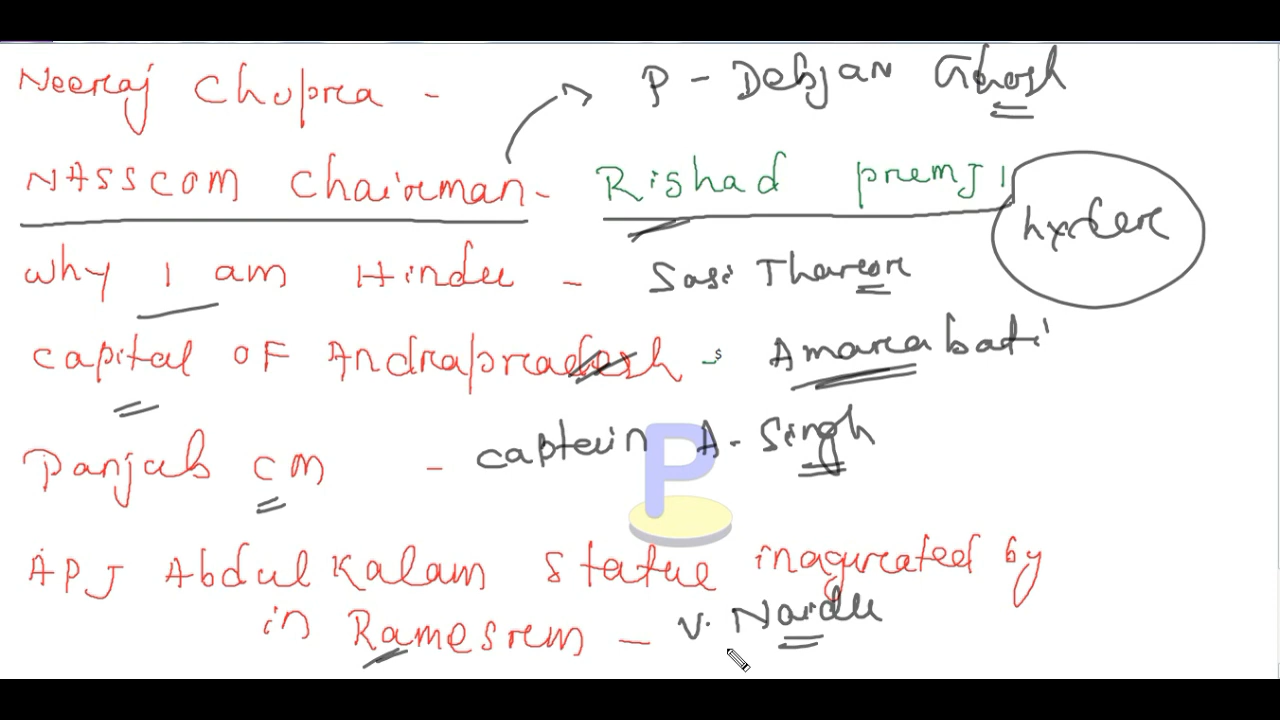 Neeraj Chopra -
P - Debjan Ghosh
NASSCOM Chairman - Rishad premji
why I am Hindu - Sasi Tharoor
capital OF Andrapradesh - Amarabati
Panjab cm - captein A. Singh
P
APJ Abdul Kalam statue inagurated by
in Ramesrem - V. Naidu